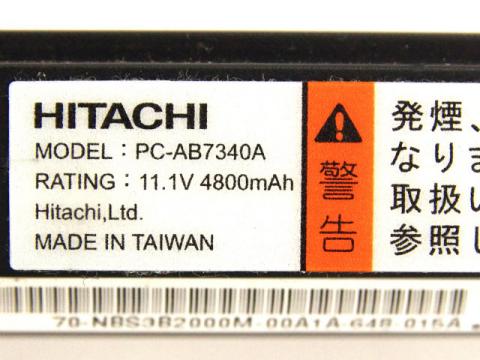 HITACHI
MODEL：PC-AB7340A
RATING：11.1V 4800mAh
Hitachi,Ltd.
MADE IN TAIWAN
警告
発煙、
なりま
取扱い
参照し
70-NBS3B2000M-00A1A-648-015A